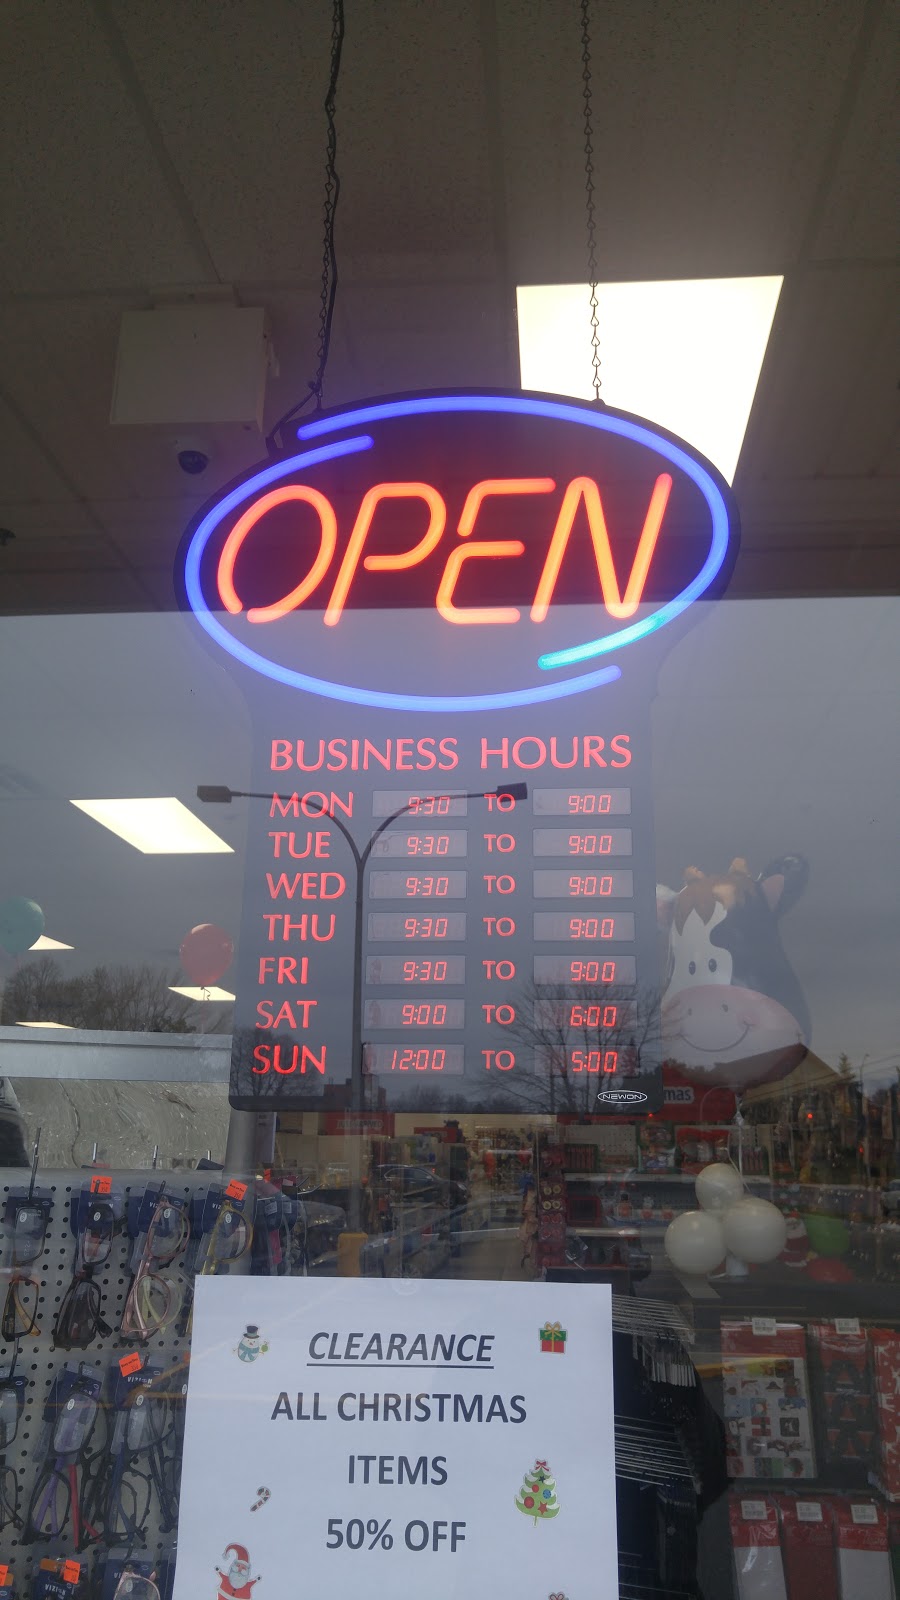 OPEN
BUSINESS HOURS
MON 9:30 TO 9:00
TUE 9:30 TO 9:00
WED 9:30 TO 9:00
THU 9:30 TO 9:00
FRI 9:30 TO 9:00
SAT 9:00 TO 6:00
SUN 12:00 TO 5:00
NEWON
CLEARANCE
ALL CHRISTMAS
ITEMS
50% OFF